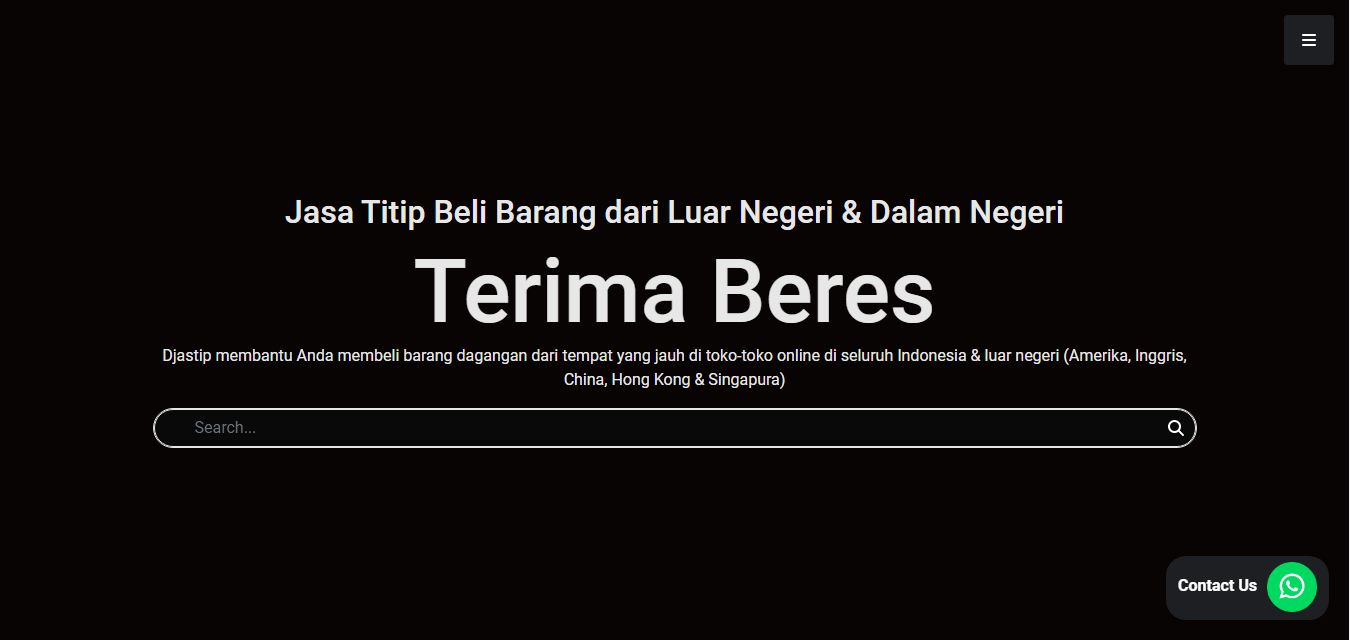 Jasa Titip Beli Barang dari Luar Negeri & Dalam Negeri
Terima Beres
Djastip membantu Anda membeli barang dagangan dari tempat yang jauh di toko-toko online di seluruh Indonesia & luar negeri (Amerika, Inggris,
China, Hong Kong & Singapura)
Search...
Contact Us